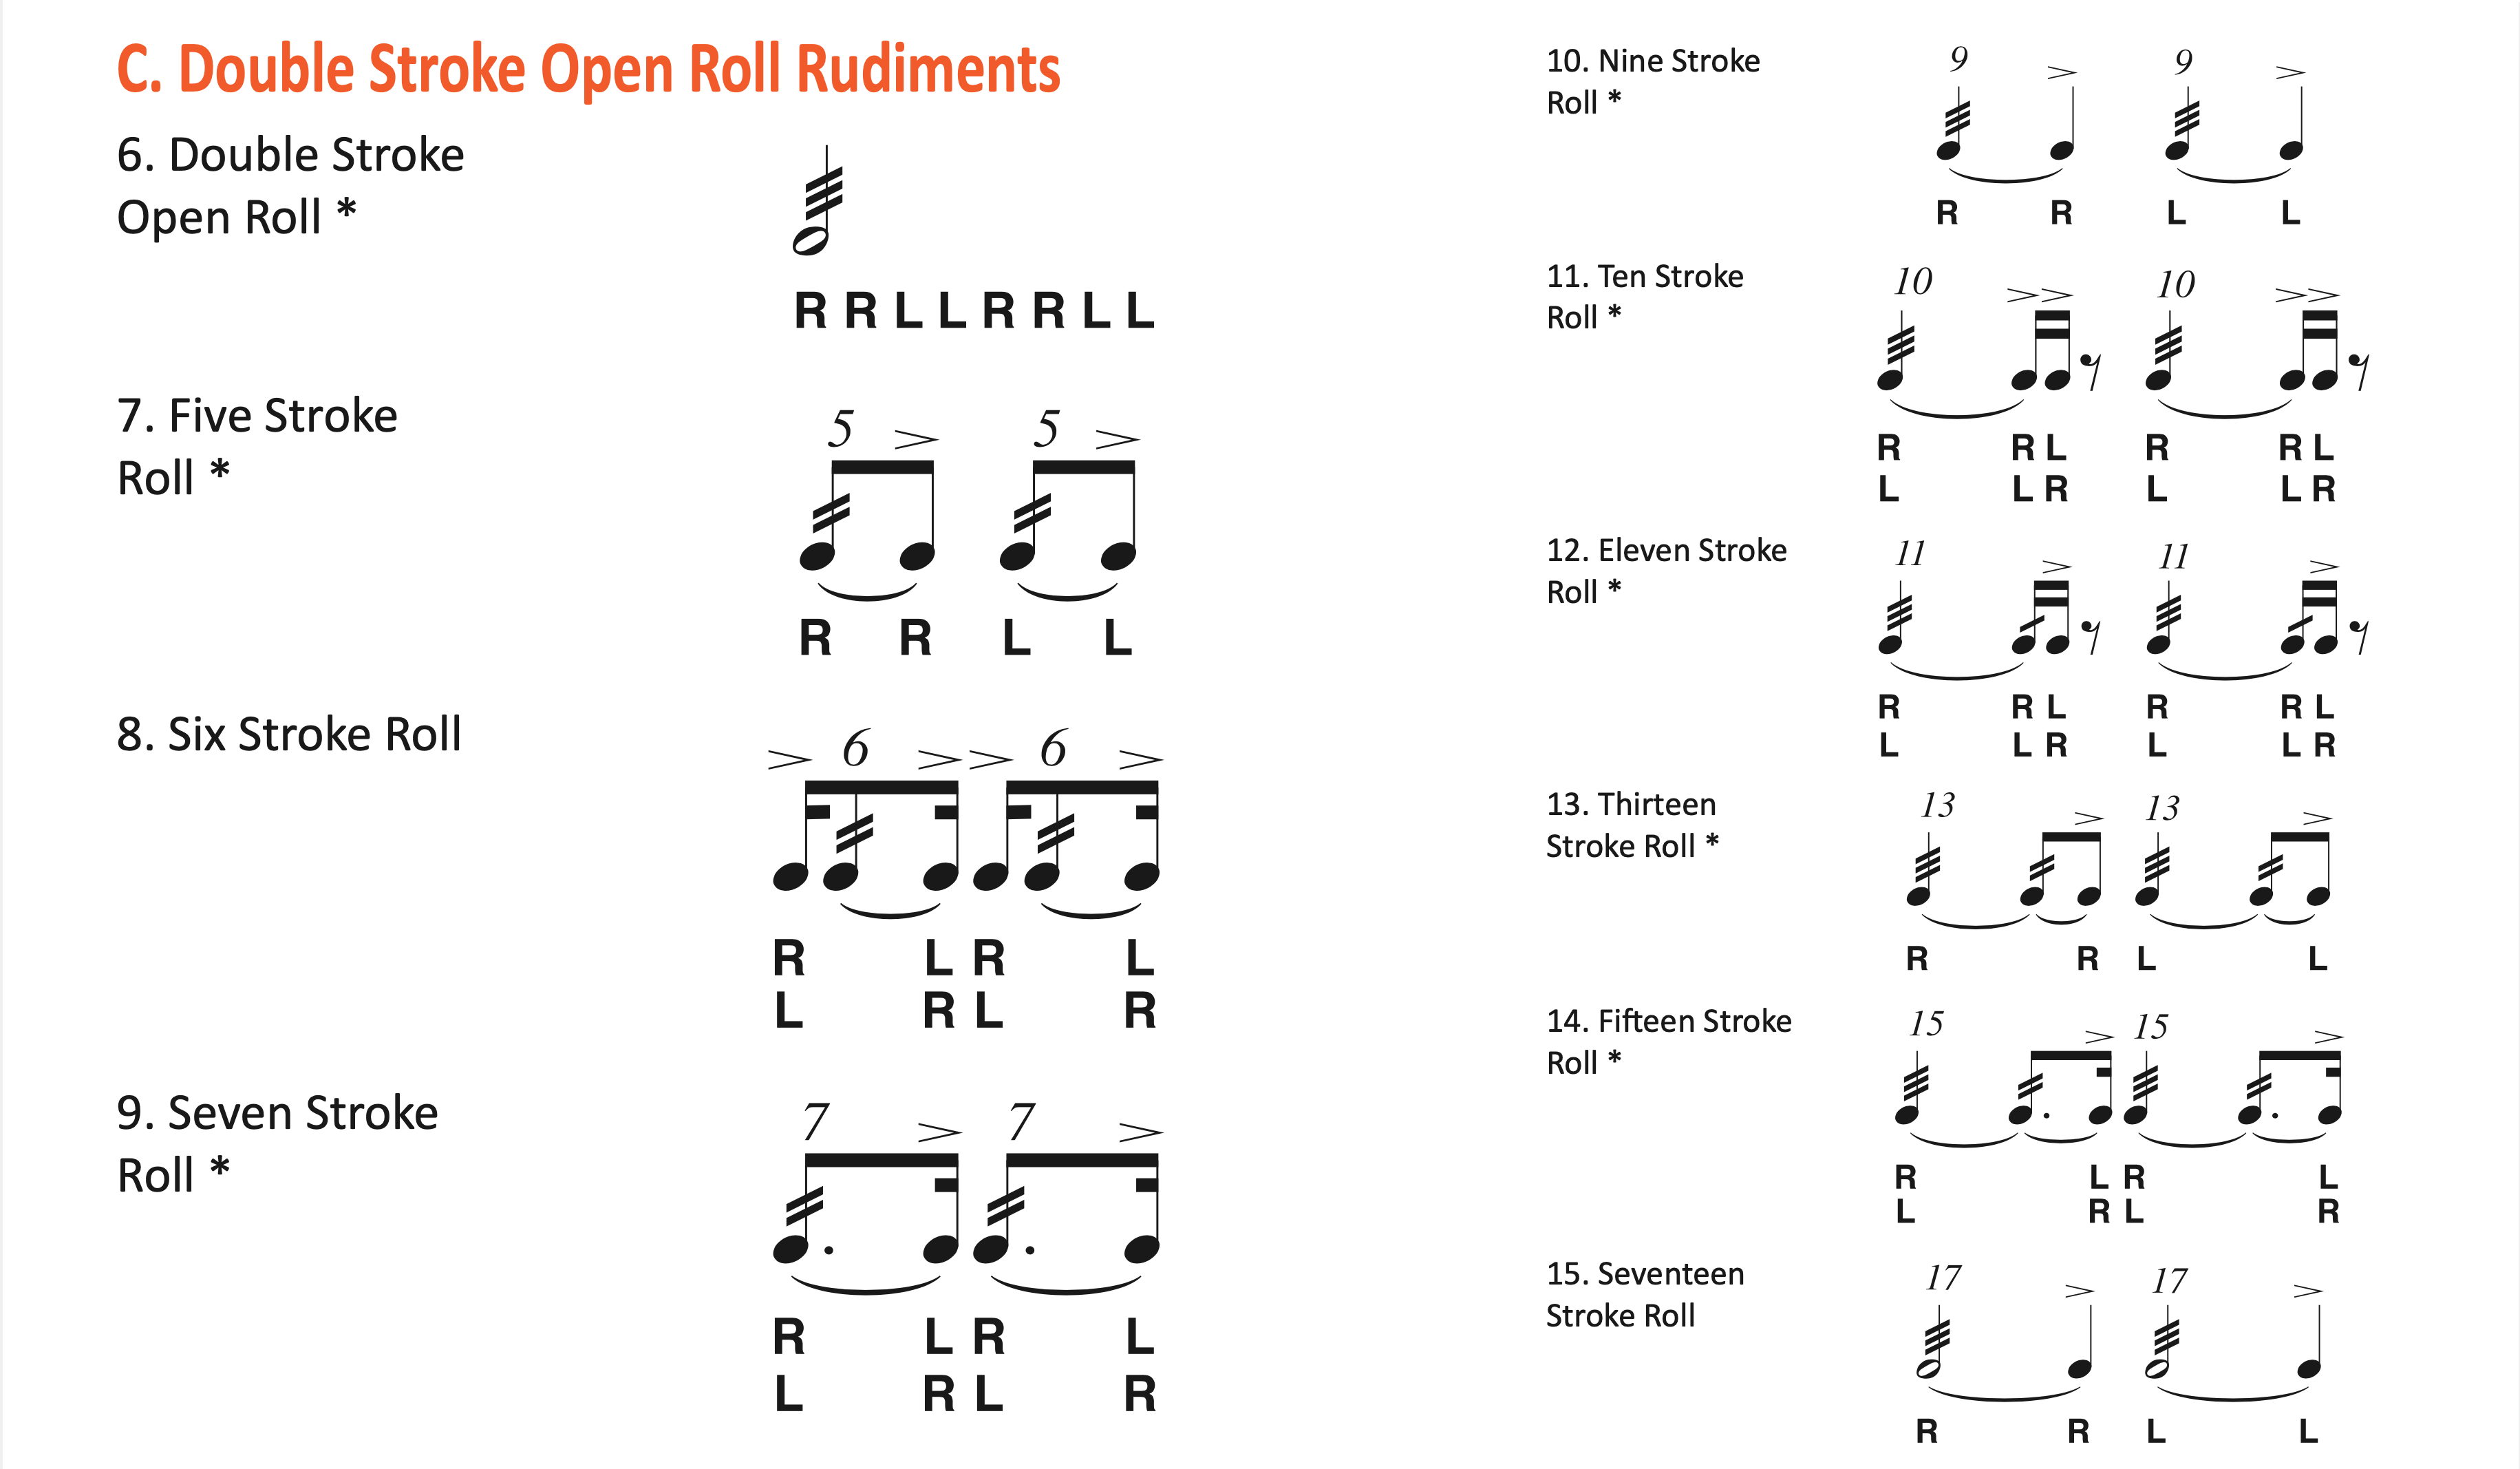 C. Double Stroke Open Roll Rudiments
6. Double Stroke
Open Roll *
R R L L R R L L
7. Five Stroke
Roll *
5 > 5 >
R R L L
8. Six Stroke Roll
> 6 > > 6 >
R L R L
L R L R
9. Seven Stroke
Roll *
7 > 7 >
R L R L
L R L R
10. Nine Stroke
Roll *
9 > 9 >
R R L L
11. Ten Stroke
Roll *
10 > > 10 > >
R R L R R L
L L R L L R
12. Eleven Stroke
Roll *
11 > 11 >
R R L R R L
L L R L L R
13. Thirteen
Stroke Roll *
13 > 13 >
R R L L
14. Fifteen Stroke
Roll *
15 > 15 >
R L R L
L R L R
15. Seventeen
Stroke Roll
17 > 17 >
R R L L